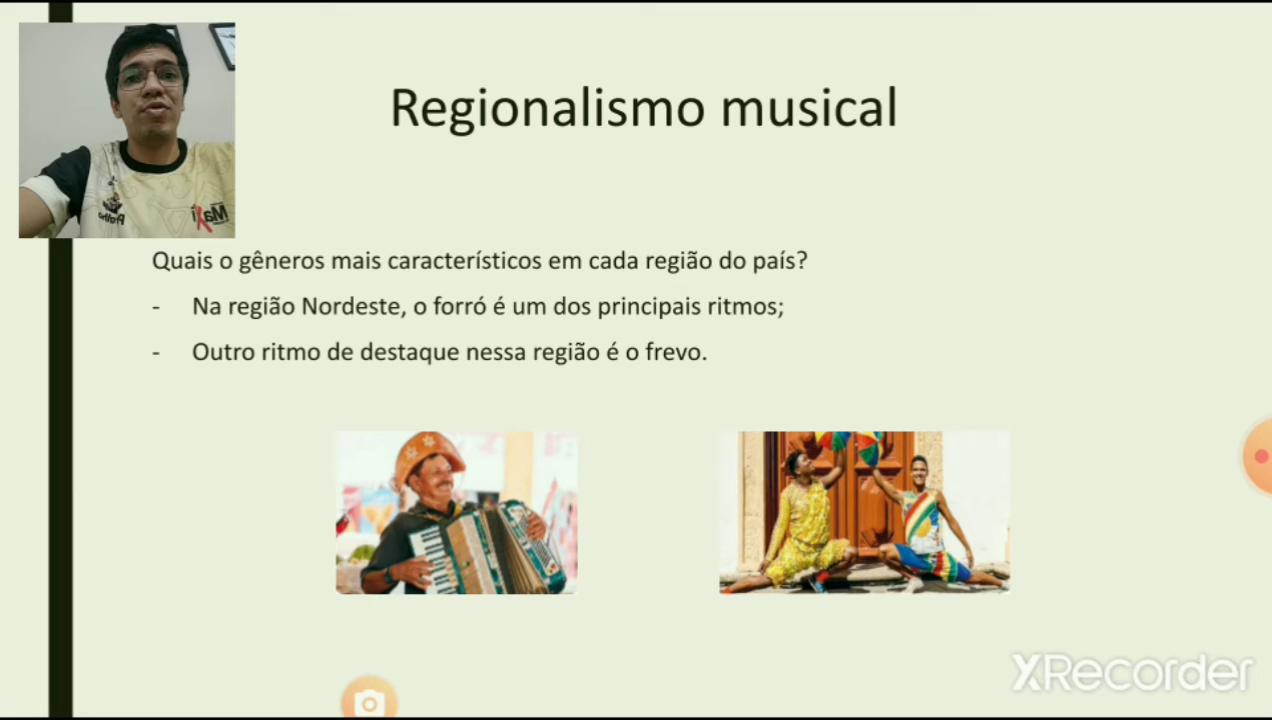 Regionalismo musical
Quais o gêneros mais característicos em cada região do país?
- Na região Nordeste, o forró é um dos principais ritmos;
- Outro ritmo de destaque nessa região é o frevo.
MaXi
XRecorder